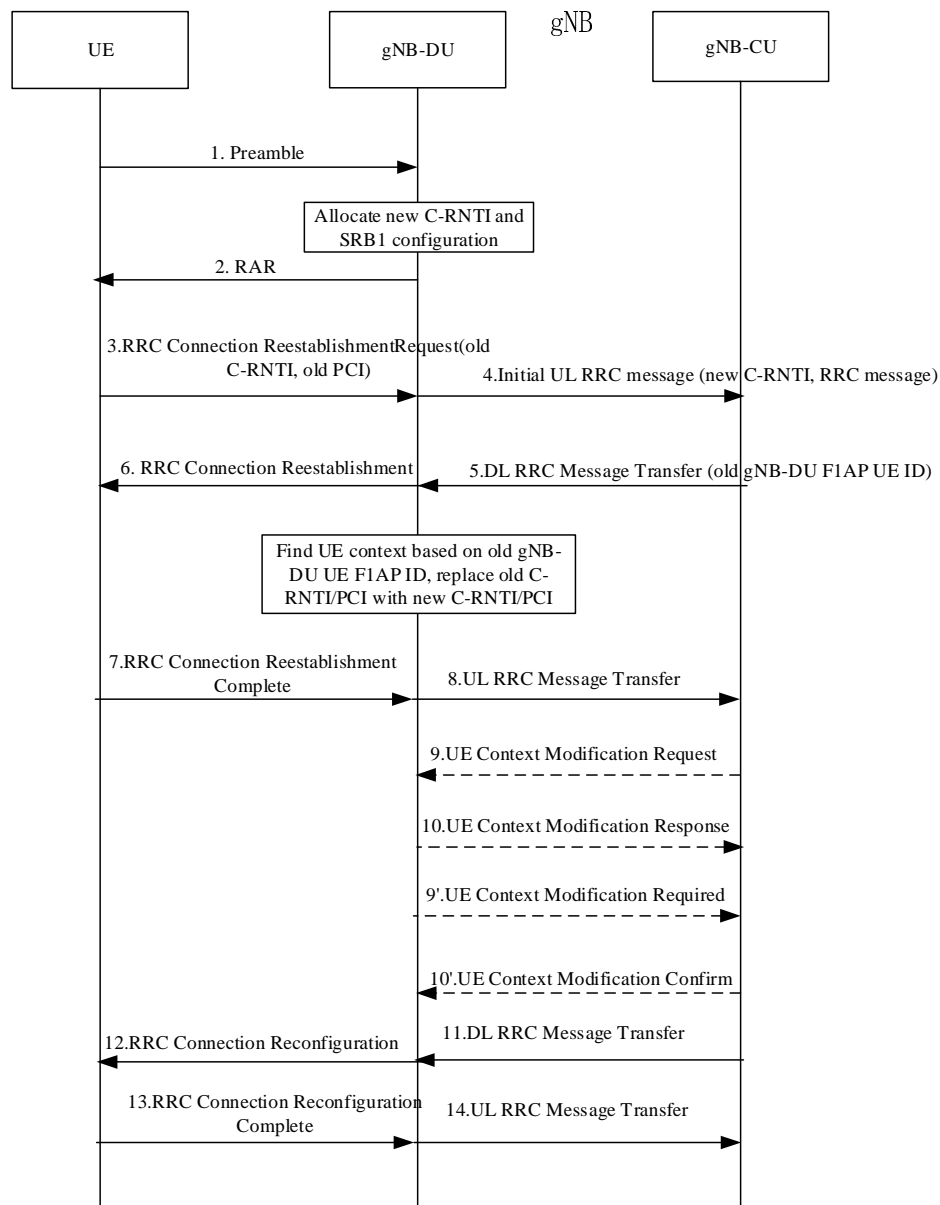 gNB
UE
gNB-DU
gNB-CU
1. Preamble
Allocate new C-RNTI and
SRB1 configuration
2. RAR
3.RRC Connection ReestablishmentRequest(old
C-RNTI, old PCI)
4.Initial UL RRC message (new C-RNTI, RRC message)
6. RRC Connection Reestablishment
5.DL RRC Message Transfer (old gNB-DU F1AP UE ID)
Find UE context based on old gNB-
DU UE F1AP ID, replace old C-
RNTI/PCI with new C-RNTI/PCI
7.RRC Connection Reestablishment
Complete
8.UL RRC Message Transfer
9.UE Context Modification Request
10.UE Context Modification Response
9'.UE Context Modification Required
10'.UE Context Modification Confirm
11.DL RRC Message Transfer
12.RRC Connection Reconfiguration
13.RRC Connection Reconfiguration
Complete
14.UL RRC Message Transfer